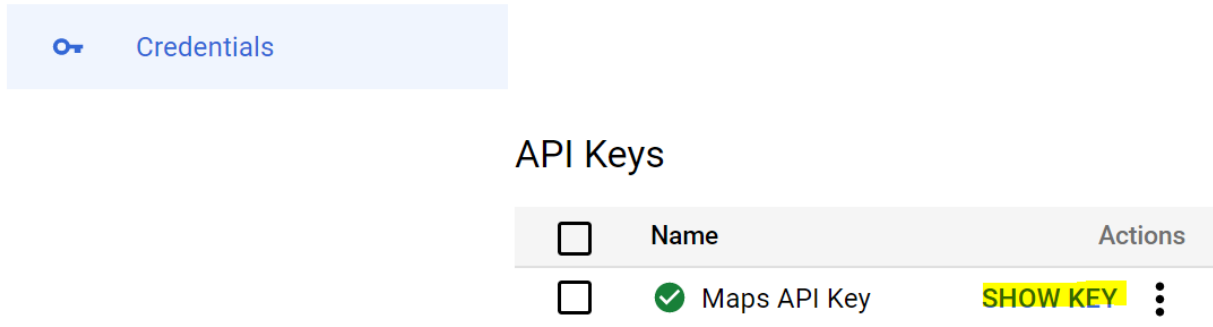 Credentials
API Keys
Name Actions
Maps API Key SHOW KEY